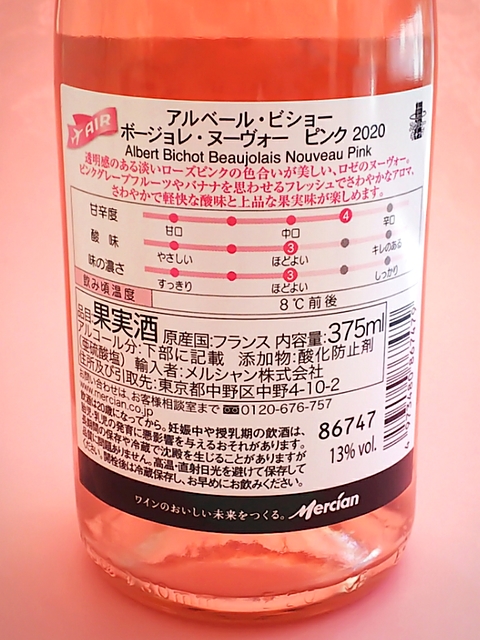 AIR
アルベール・ビショー
ボージョレ・ヌーヴォー ピンク 2020
Albert Bichot Beaujolais Nouveau Pink
透明感のある淡いローズピンクの色合いが美しい、ロゼのヌーヴォー。
ピンクグレープフルーツやバナナを思わせるフレッシュでさわやかなアロマ、
さわやかで軽快な酸味と上品な果実味が楽しめます。
甘辛度 4
甘口 中口 辛口
酸味 3
やさしい ほどよい キレのある
味の濃さ 3
すっきり ほどよい しっかり
飲み頃温度 8℃前後
品目 果実酒 原産国:フランス 内容量:375ml
アルコール分:下部に記載 添加物:酸化防止剤
(亜硫酸塩) 輸入者:メルシャン株式会社
住所及び引取先:東京都中野区中野4-10-2
お問い合わせは、お客様相談室まで 0120-676-757
www.mercian.co.jp
飲酒は20歳になってから。妊娠中や授乳期の飲酒は、
胎児・乳児の発育に悪影響を与えるおそれがあります。
長時間の保存や冷蔵で沈殿を生じることがありますが
品質に問題ありません。高温・直射日光を避けて保存して
ください。開栓後は冷蔵保存し、お早めにお飲みください。
86747
13% vol.
ワインのおいしい未来をつくる。 Mercian